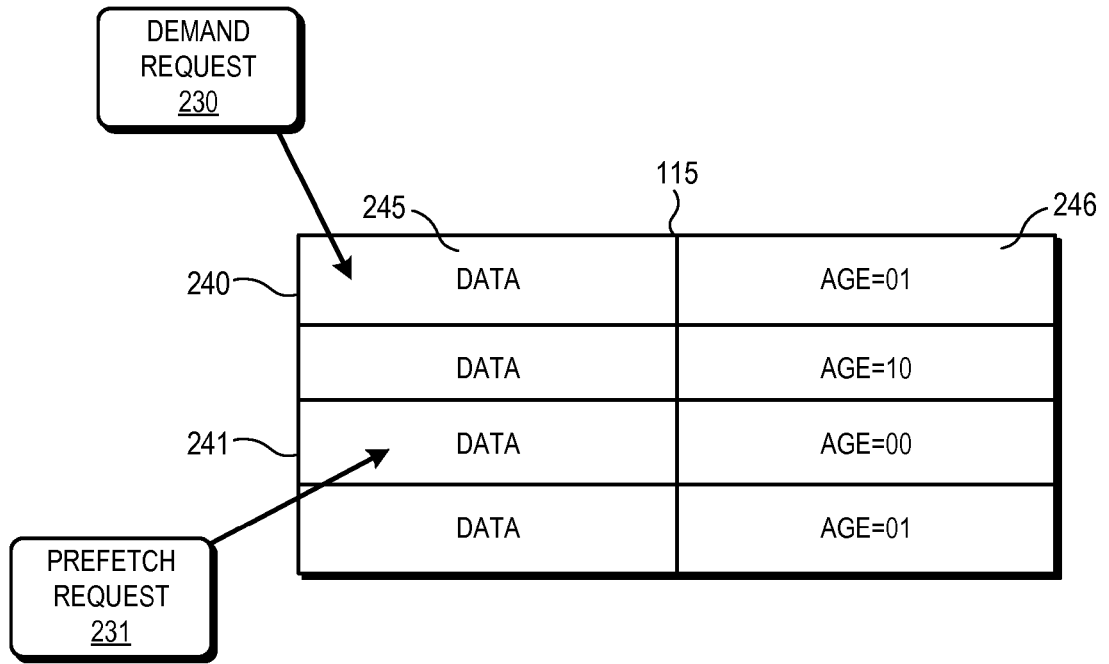 DEMAND
REQUEST
230
115
245
246
240
DATA
AGE=01
DATA
AGE=10
241
DATA
AGE=00
DATA
AGE=01
PREFETCH
REQUEST
231